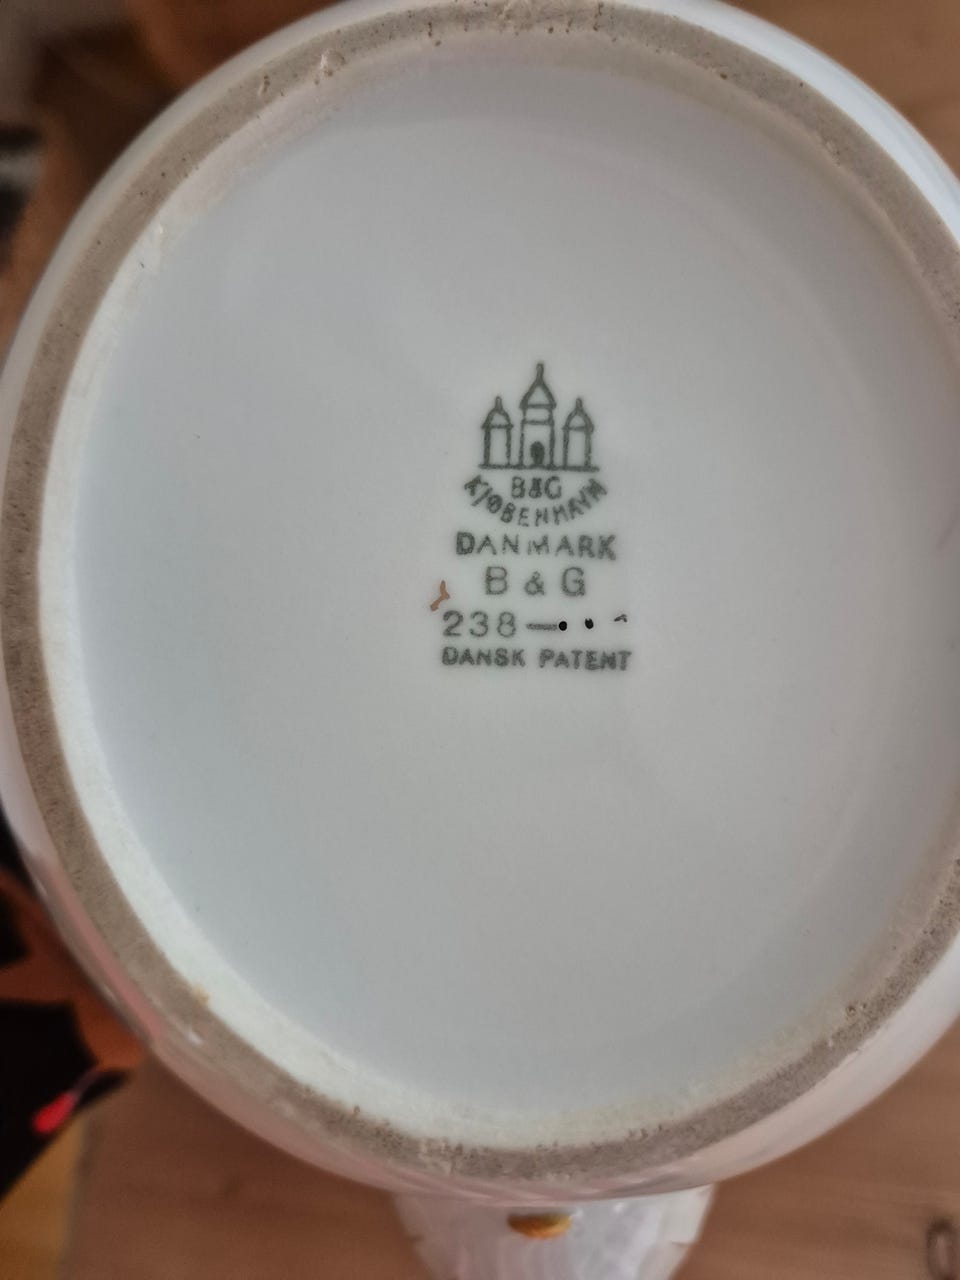 B&G
KJØBENHAVN
DANMARK
B & G
238
DANSK PATENT